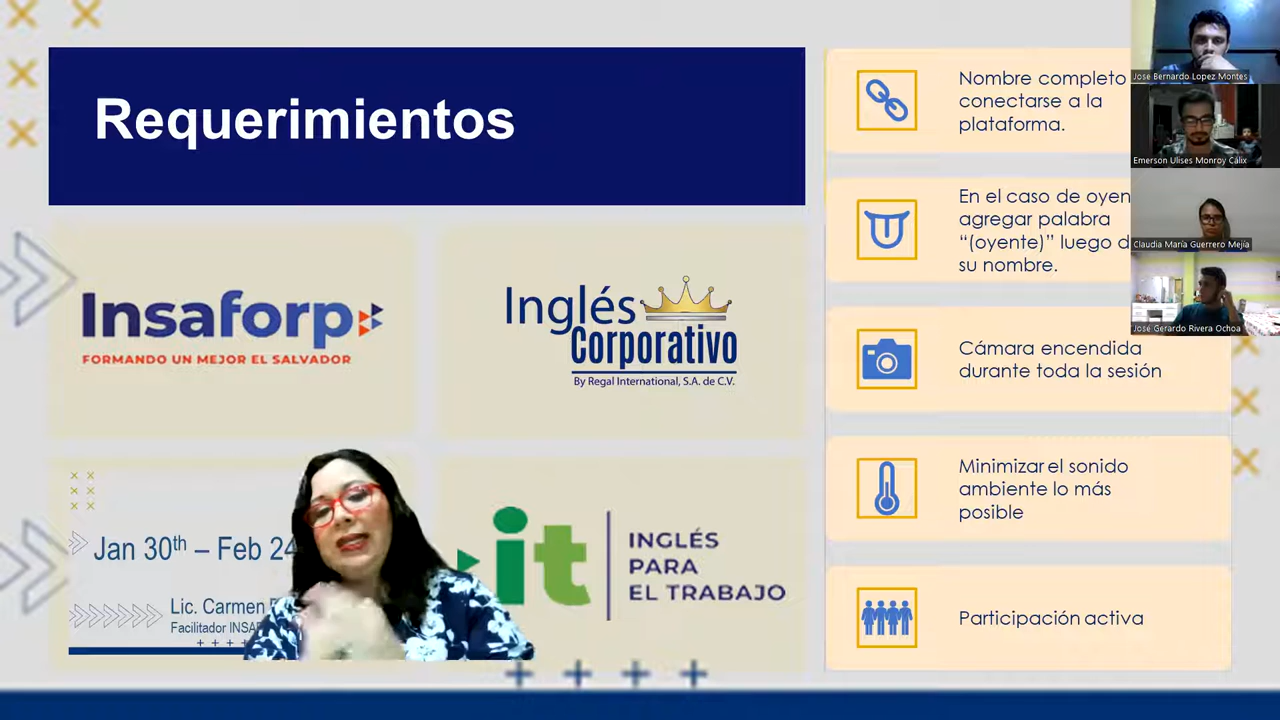 Requerimientos
Insaforp
FORMANDO UN MEJOR EL SALVADOR
Inglés
Corporativo
By Regal International, S.A. de C.V.
Jan 30th – Feb 24
Lic. Carmen
Facilitador
it
INGLÉS
PARA
EL TRABAJO
Nombre completo
conectarse a la
plataforma.
En el caso de oyen
agregar palabra
“(oyente)” luego d
su nombre.
Cámara encendida
durante toda la sesión
Minimizar el sonido
ambiente lo más
posible
Participación activa
Jose Bernardo Lopez Montes
Emerson Ulises Monroy Cálix
Claudia María Guerrero Mejía
José Gerardo Rivera Ochoa